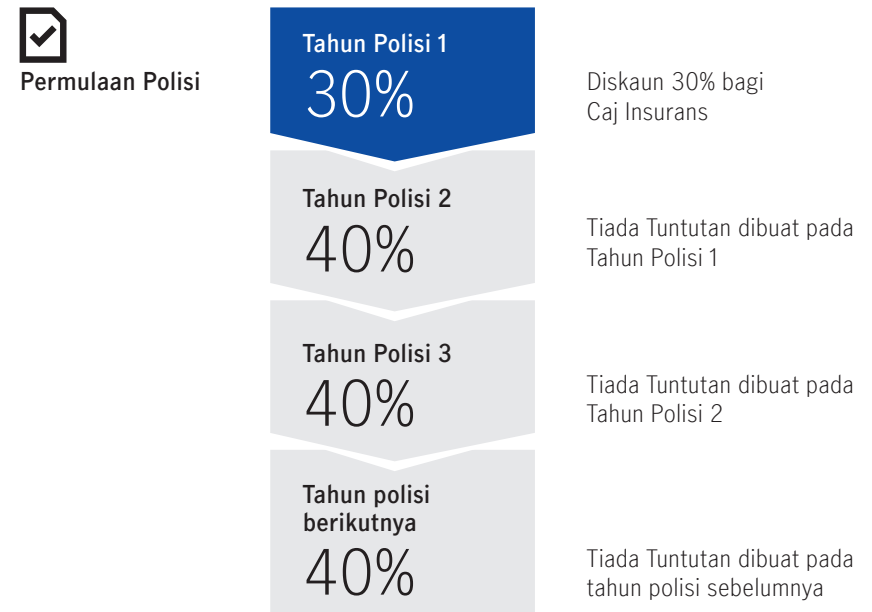 Permulaan Polisi
Tahun Polisi 1
30%
Diskaun 30% bagi
Caj Insurans
Tahun Polisi 2
40%
Tiada Tuntutan dibuat pada
Tahun Polisi 1
Tahun Polisi 3
40%
Tiada Tuntutan dibuat pada
Tahun Polisi 2
Tahun polisi
berikutnya
40%
Tiada Tuntutan dibuat pada
tahun polisi sebelumnya